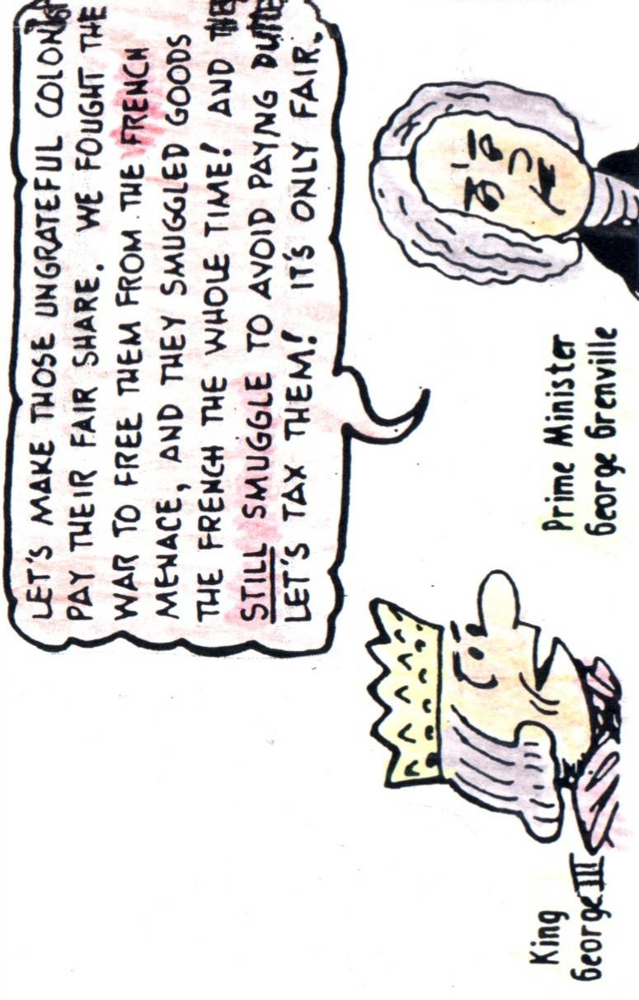 LET'S MAKE THOSE UNGRATEFUL COLONIST
PAY THEIR FAIR SHARE. WE FOUGHT THE
WAR TO FREE THEM FROM THE FRENCH
MENACE, AND THEY SMUGGLED GOODS
THE FRENCH THE WHOLE TIME! AND THEY
STILL SMUGGLE TO AVOID PAYING DUTIE
LET'S TAX THEM! IT'S ONLY FAIR.
King
George III
Prime Minister
George Grenville